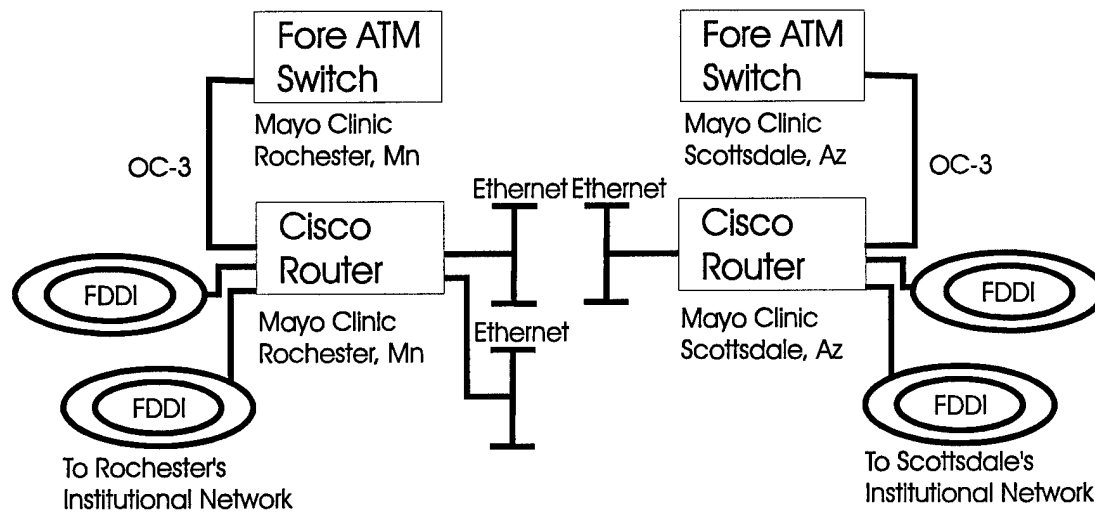 Fore ATM
Switch
Mayo Clinic
Rochester, Mn
OC-3
Ethernet
Cisco
Router
Mayo Clinic
Rochester, Mn
FDDI
Ethernet
FDDI
To Rochester's
Institutional Network
Fore ATM
Switch
Mayo Clinic
Scottsdale, Az
OC-3
Ethernet
Cisco
Router
Mayo Clinic
Scottsdale, Az
FDDI
FDDI
To Scottsdale's
Institutional Network